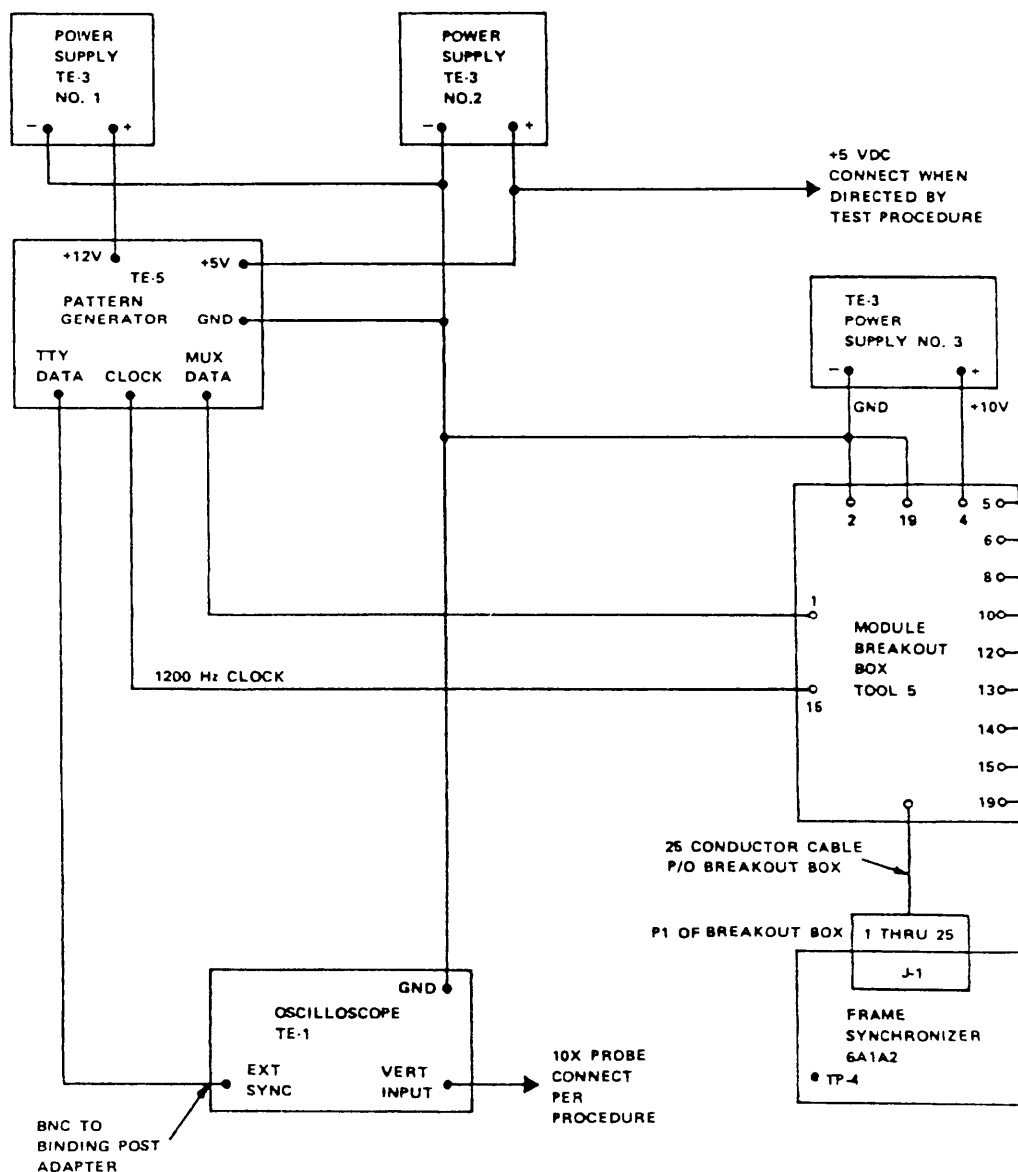 POWER
SUPPLY
TE-3
NO. 1
- +
POWER
SUPPLY
TE-3
NO.2
- +
+5 VDC
CONNECT WHEN
DIRECTED BY
TEST PROCEDURE
+12V
TE-5
+5V
PATTERN
GENERATOR
GND
TTY
DATA
CLOCK
MUX
DATA
TE-3
POWER
SUPPLY NO. 3
- +
GND
+10V
2
19
4
5
6
8
10
12
13
14
15
19
1
16
MODULE
BREAKOUT
BOX
TOOL 5
1200 Hz CLOCK
25 CONDUCTOR CABLE
P/O BREAKOUT BOX
P1 OF BREAKOUT BOX
1 THRU 25
J-1
FRAME
SYNCHRONIZER
6A1A2
TP-4
GND
OSCILLOSCOPE
TE-1
EXT
SYNC
VERT
INPUT
10X PROBE
CONNECT
PER
PROCEDURE
BNC TO
BINDING POST
ADAPTER